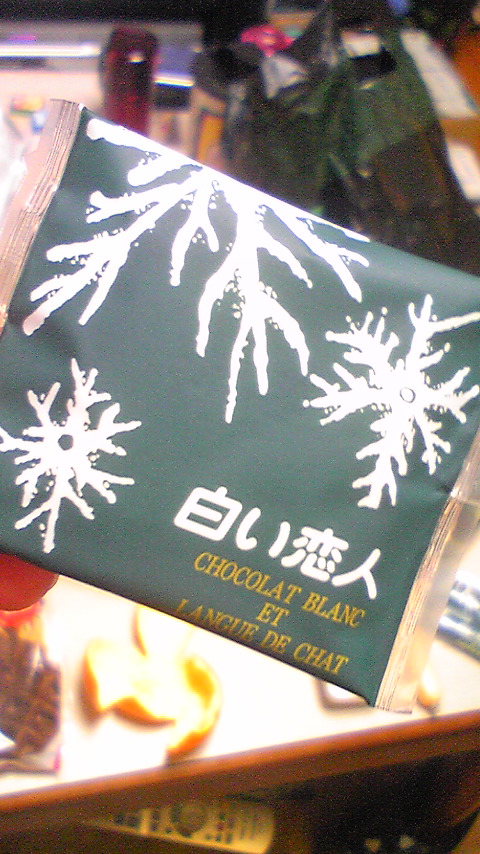 白い恋人
CHOCOLAT BLANC
ET
LANGUE DE CHAT